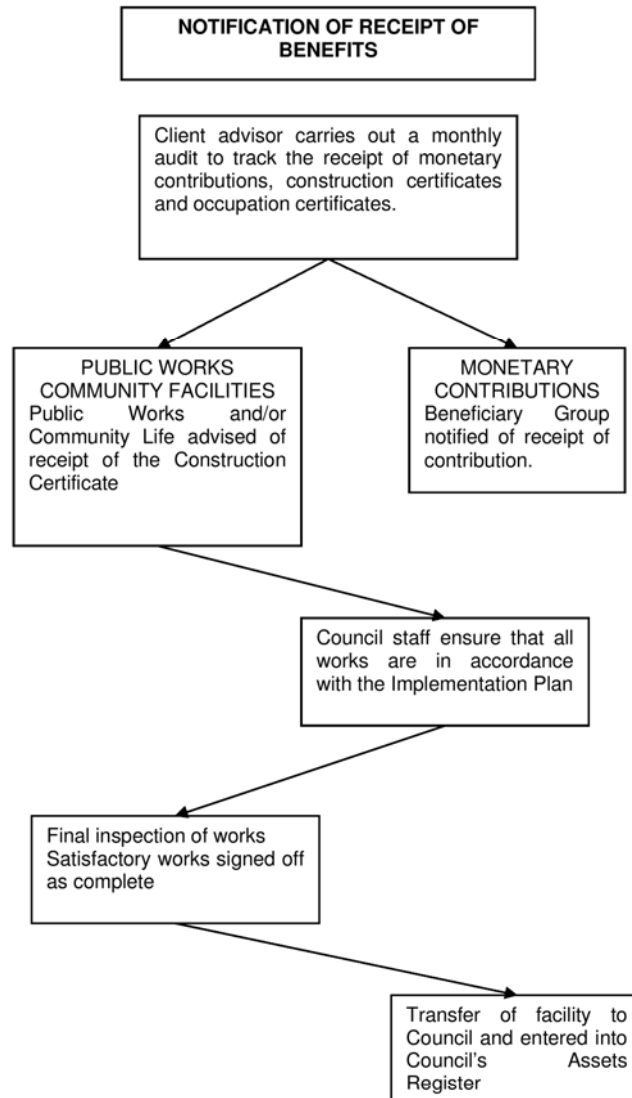 NOTIFICATION OF RECEIPT OF
BENEFITS
Client advisor carries out a monthly
audit to track the receipt of monetary
contributions, construction certificates
and occupation certificates.
PUBLIC WORKS
COMMUNITY FACILITIES
Public Works and/or
Community Life advised of
receipt of the Construction
Certificate
MONETARY
CONTRIBUTIONS
Beneficiary Group
notified of receipt of
contribution.
Council staff ensure that all
works are in accordance
with the Implementation Plan
Final inspection of works
Satisfactory works signed off
as complete
Transfer of facility to
Council and entered into
Council's Assets
Register